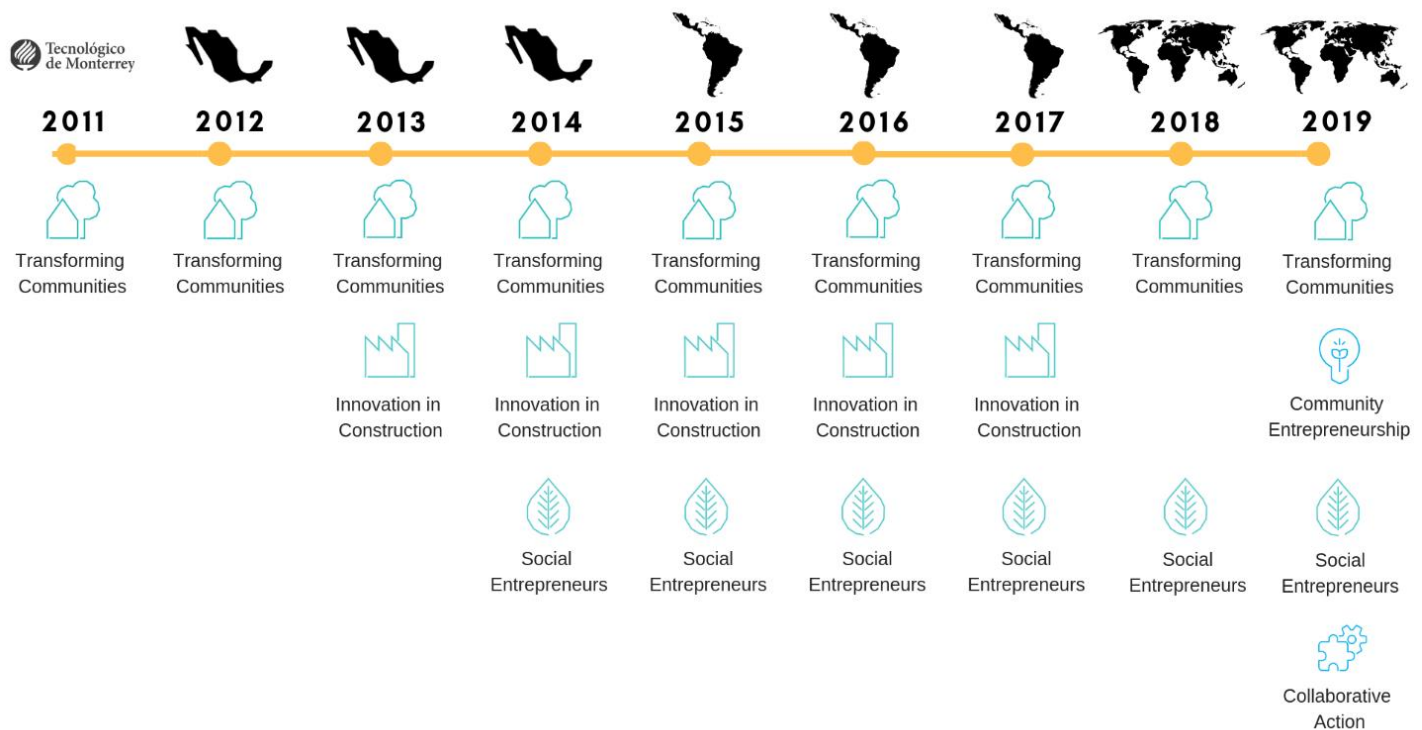 Tecnológico
de Monterrey
2011 2012 2013 2014 2015 2016 2017 2018 2019
Transforming Transforming Transforming Transforming Transforming Transforming Transforming Transforming Transforming
Communities Communities Communities Communities Communities Communities Communities Communities Communities
Innovation in Innovation in Innovation in Innovation in Innovation in Community
Construction Construction Construction Construction Construction Entrepreneurship
Social Social Social Social Social Social
Entrepreneurs Entrepreneurs Entrepreneurs Entrepreneurs Entrepreneurs Entrepreneurs
Collaborative
Action